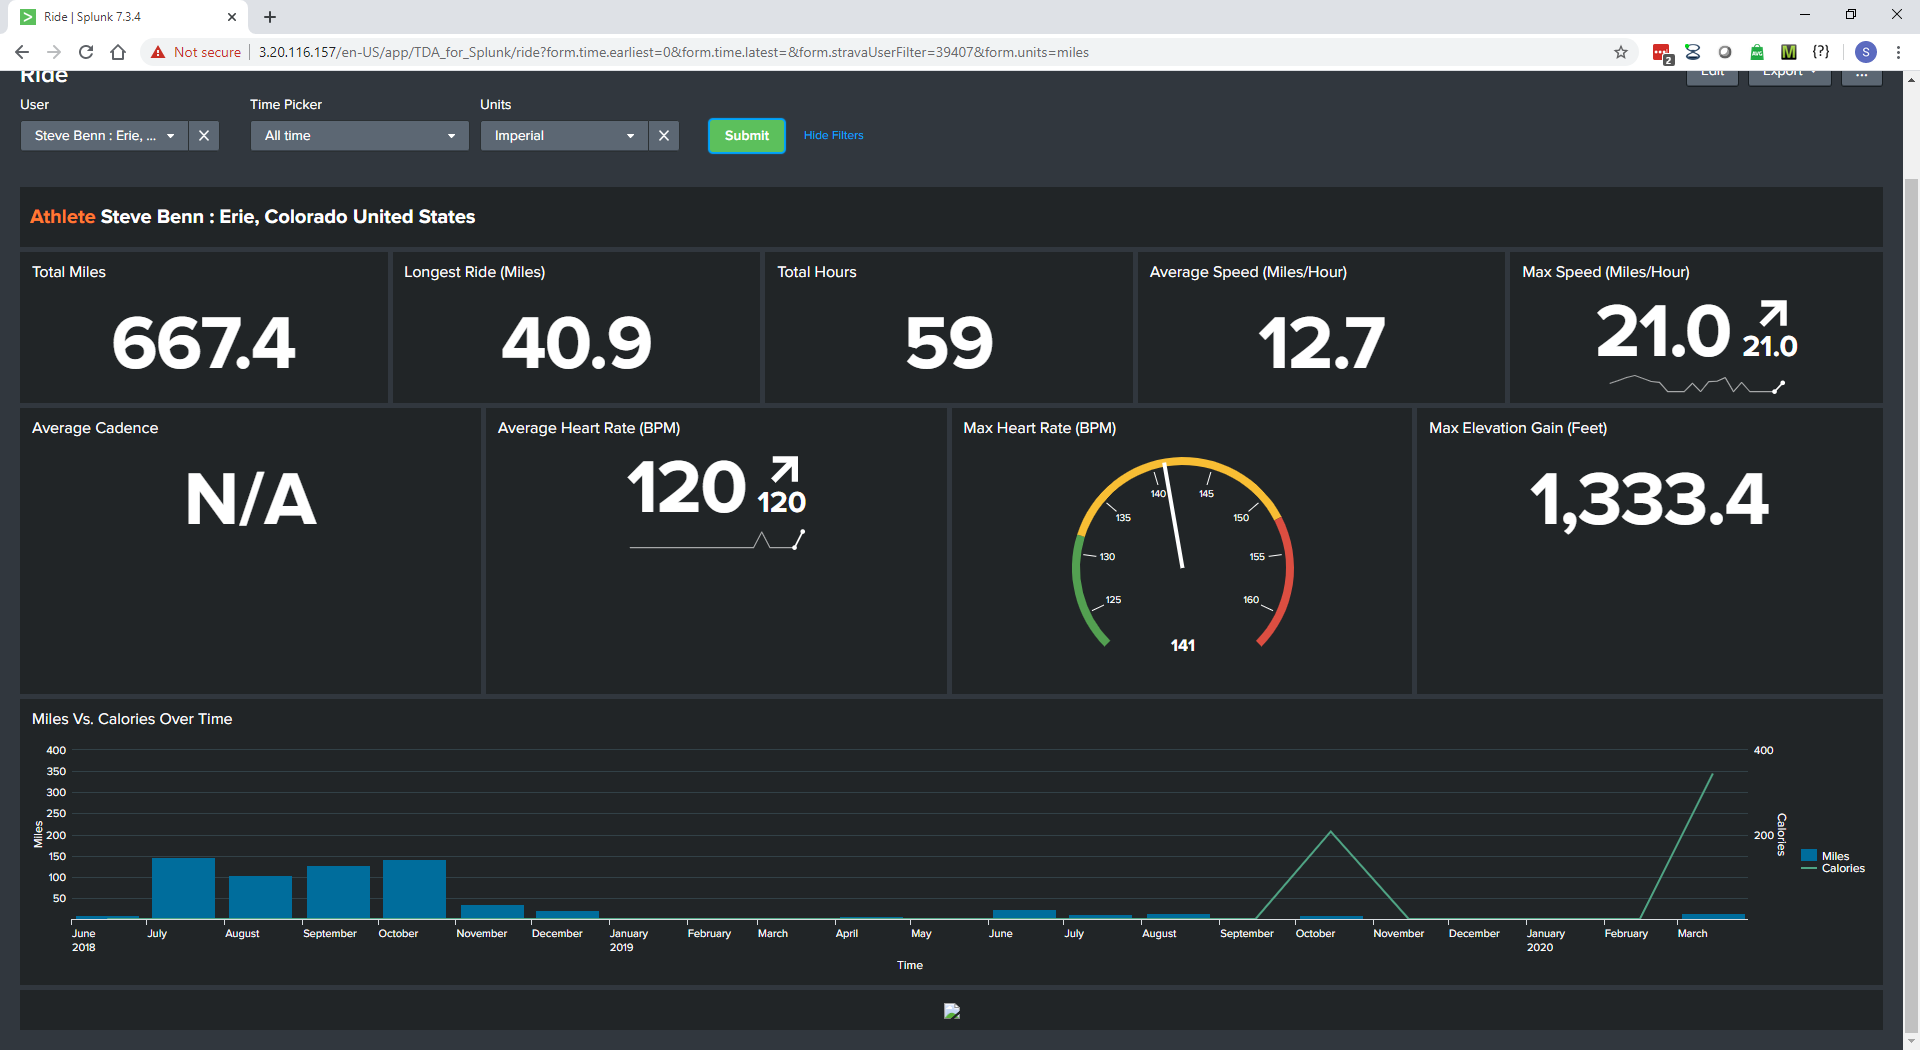 Ride | Splunk 7.3.4
Not secure
3.20.116.157/en-US/app/TDA_for_Splunk/ride?form.time.earliest=0&form.time.latest=&form.stravaUserFilter=39407&form.units=miles
2
AVG
M
{?}
S
Ride
Edit
Export
...
User
Time Picker
Units
Steve Benn : Erie, ...
All time
Imperial
Submit
Hide Filters
Athlete Steve Benn : Erie, Colorado United States
Total Miles
667.4
Longest Ride (Miles)
40.9
Total Hours
59
Average Speed (Miles/Hour)
12.7
Max Speed (Miles/Hour)
21.0
21.0
Average Cadence
N/A
Average Heart Rate (BPM)
120
120
Max Heart Rate (BPM)
125
130
135
140
145
150
155
160
141
Max Elevation Gain (Feet)
1,333.4
Miles Vs. Calories Over Time
400
350
300
250
200
150
100
50
Miles
400
200
Calories
Miles
Calories
June
2018
July
August
September
October
November
December
January
2019
February
March
April
May
June
July
August
September
October
November
December
January
2020
February
March
Time